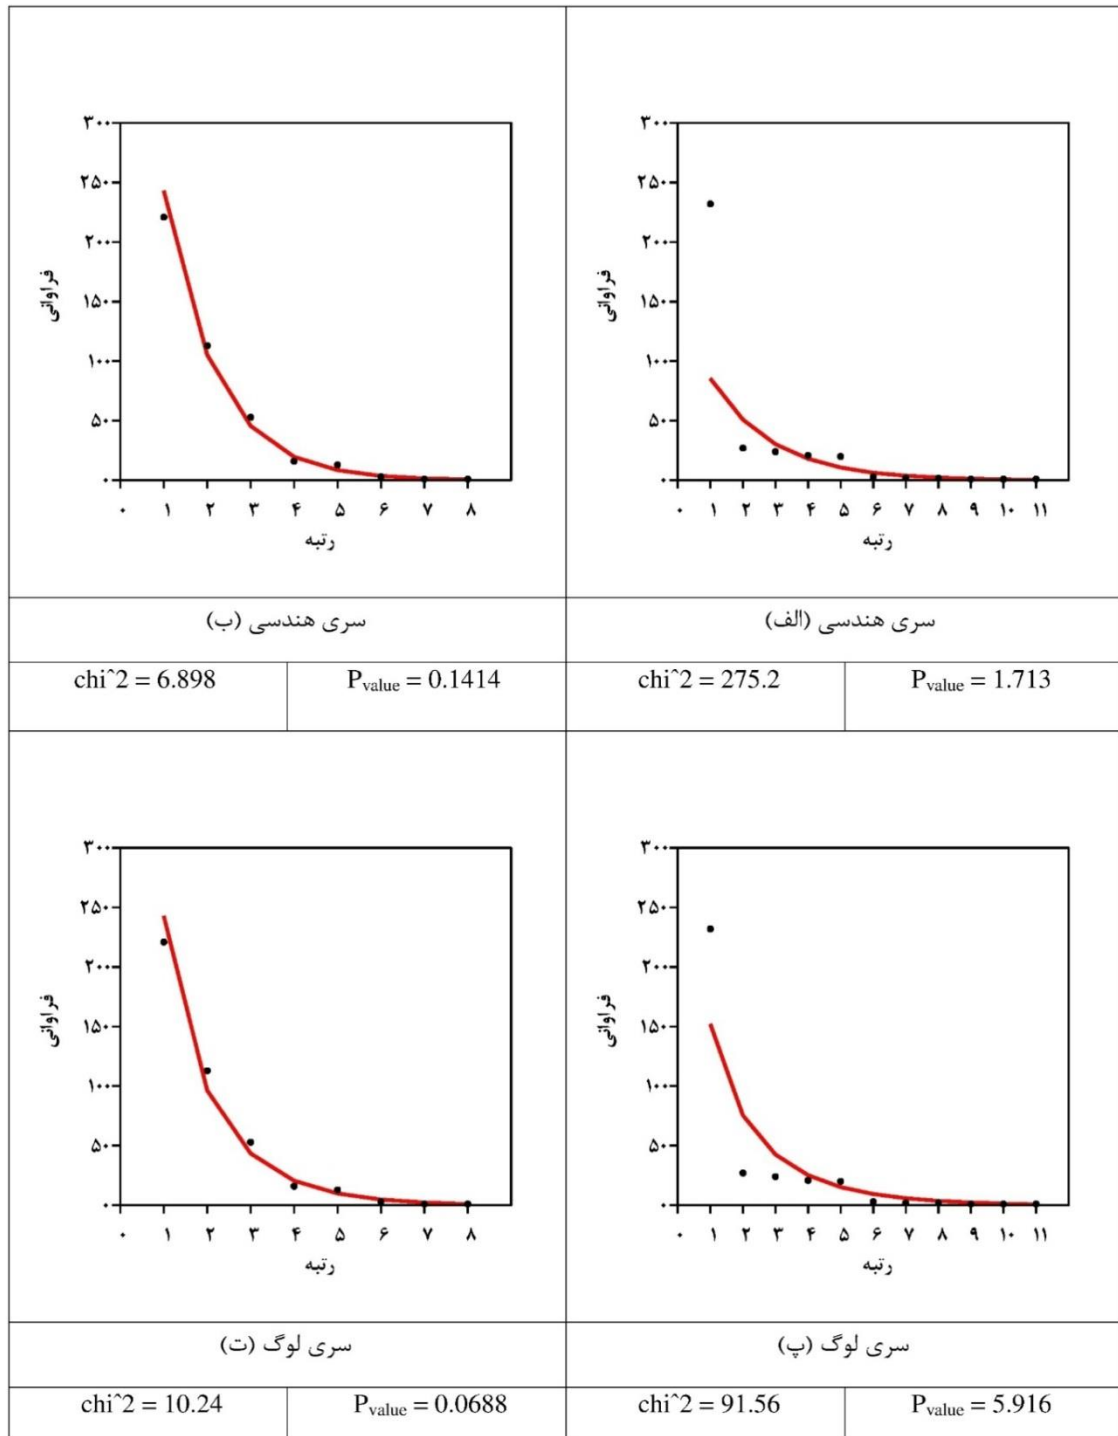 ۳۰۰
۲۵۰
۲۰۰
۱۵۰
۱۰۰
۵۰
۰
فراوانی
۰ ۱ ۲ ۳ ۴ ۵ ۶ ۷ ۸ ۹ ۱۰ ۱۱
رتبه
۳۰۰
۲۵۰
۲۰۰
۱۵۰
۱۰۰
۵۰
۰
فراوانی
۰ ۱ ۲ ۳ ۴ ۵ ۶ ۷ ۸
رتبه
سری هندسی (الف)
سری هندسی (ب)
chi^2 = 275.2
P value = 1.713
chi^2 = 6.898
P value = 0.1414
۳۰۰
۲۵۰
۲۰۰
۱۵۰
۱۰۰
۵۰
۰
فراوانی
۰ ۱ ۲ ۳ ۴ ۵ ۶ ۷ ۸ ۹ ۱۰ ۱۱
رتبه
۳۰۰
۲۵۰
۲۰۰
۱۵۰
۱۰۰
۵۰
۰
فراوانی
۰ ۱ ۲ ۳ ۴ ۵ ۶ ۷ ۸
رتبه
سری لوگ (پ)
سری لوگ (ت)
chi^2 = 91.56
P value = 5.916
chi^2 = 10.24
P value = 0.0688